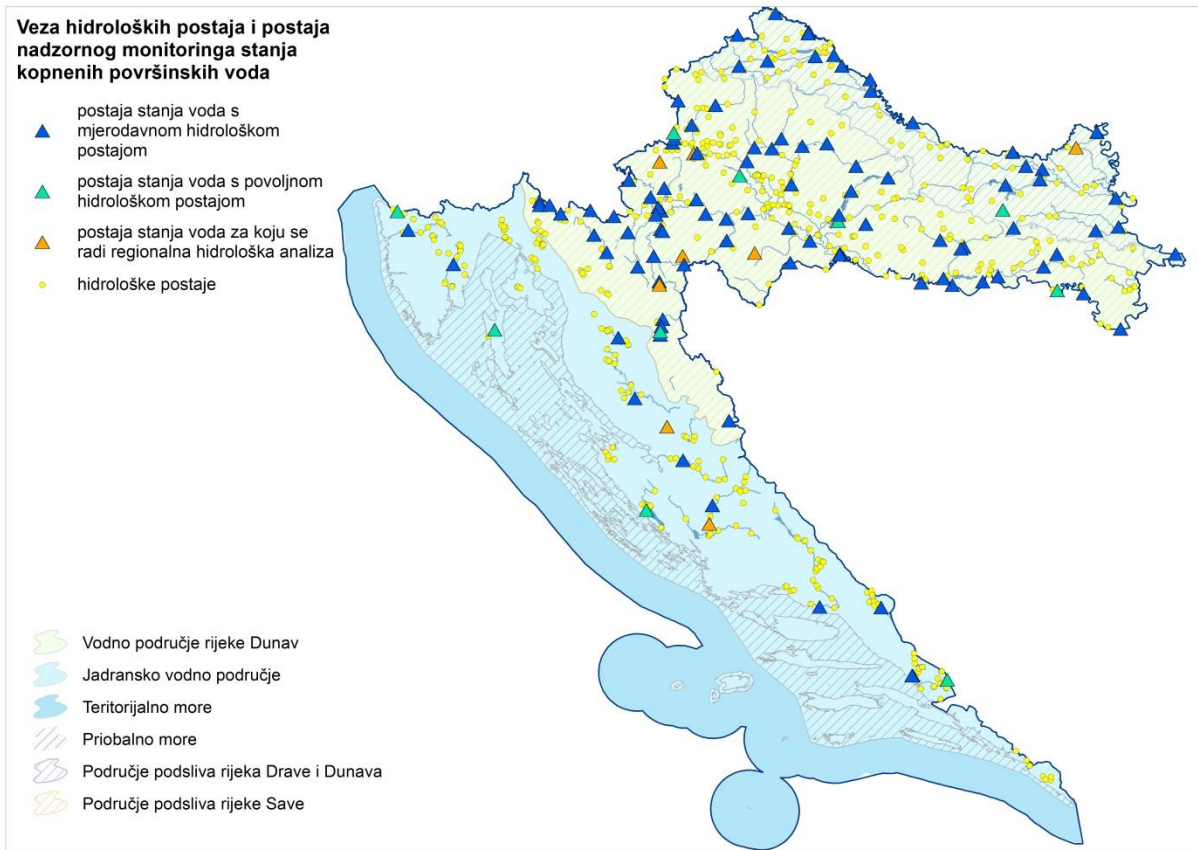 Veza hidroloških postaja i postaja
nadzornog monitoringa stanja
kopnenih površinskih voda
postaja stanja voda s
mjerodavnom hidrološkom
postajom
postaja stanja voda s povoljnom
hidrološkom postajom
postaja stanja voda za koju se
radi regionalna hidrološka analiza
hidrološke postaje
Vodno područje rijeke Dunav
Jadransko vodno područje
Teritorijalno more
Priobalno more
Područje podsliva rijeka Drave i Dunava
Područje podsliva rijeke Save